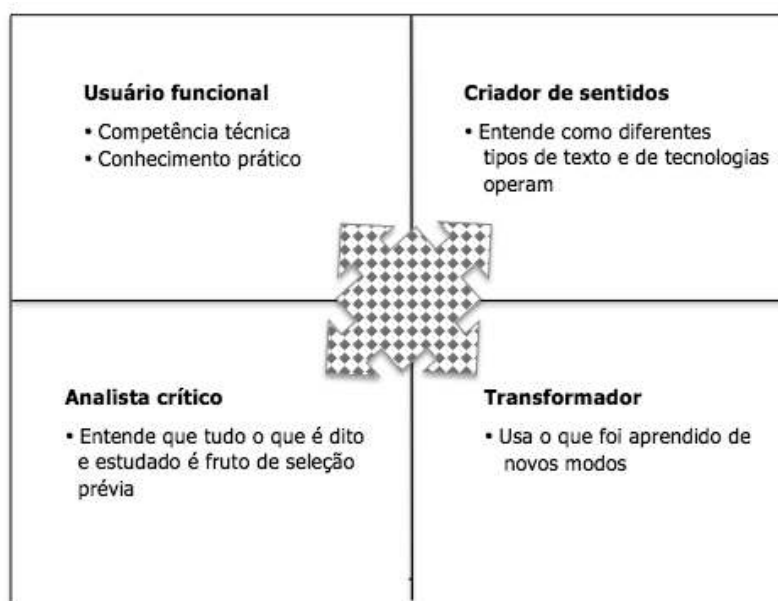 Usuário funcional
• Competência técnica
• Conhecimento prático
Criador de sentidos
• Entende como diferentes
tipos de texto e de tecnologias
operam
Analista crítico
• Entende que tudo o que é dito
e estudado é fruto de seleção
prévia
Transformador
• Usa o que foi aprendido de
novos modos